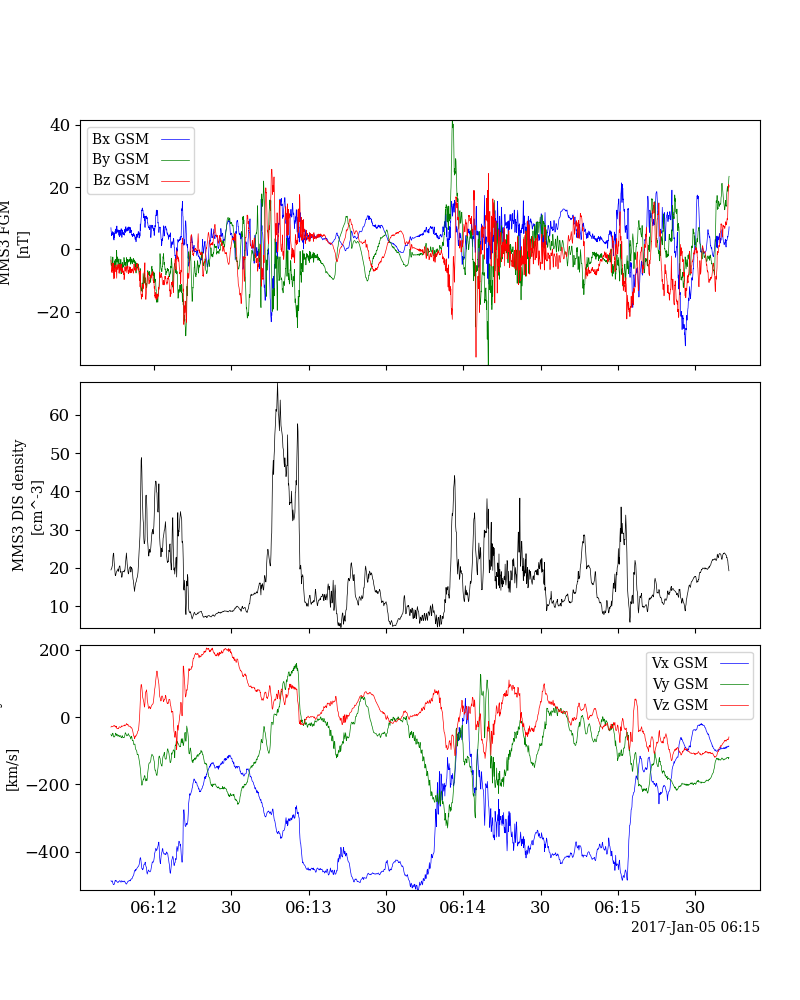 40
20
0
−20
MMS3 FGM
[nT]
Bx GSM
By GSM
Bz GSM
60
50
40
30
20
10
MMS3 DIS density
[cm^-3]
200
0
−200
−400
[km/s]
Vx GSM
Vy GSM
Vz GSM
06:12 30 06:13 30 06:14 30 06:15 30
2017-Jan-05 06:15